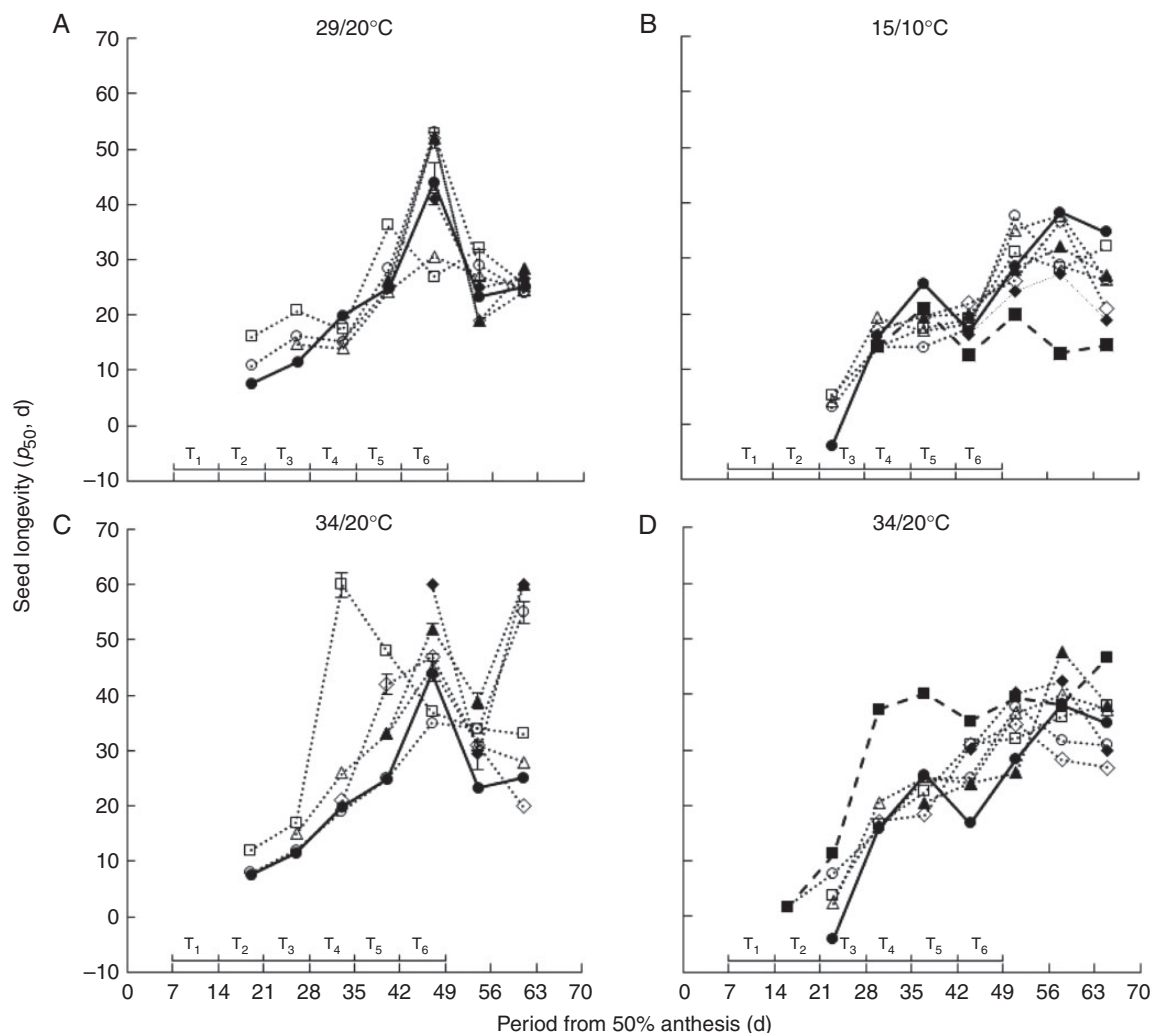 A
29/20°C
70
60
50
40
30
20
10
0
–10
T1 T2 T3 T4 T5 T6
B
15/10°C
T1 T2 T3 T4 T5 T6
Seed longevity (p50, d)
C
34/20°C
70
60
50
40
30
20
10
0
–10
T1 T2 T3 T4 T5 T6
0 7 14 21 28 35 42 49 56 63 70
D
34/20°C
T1 T2 T3 T4 T5 T6
0 7 14 21 28 35 42 49 56 63 70
Period from 50% anthesis (d)